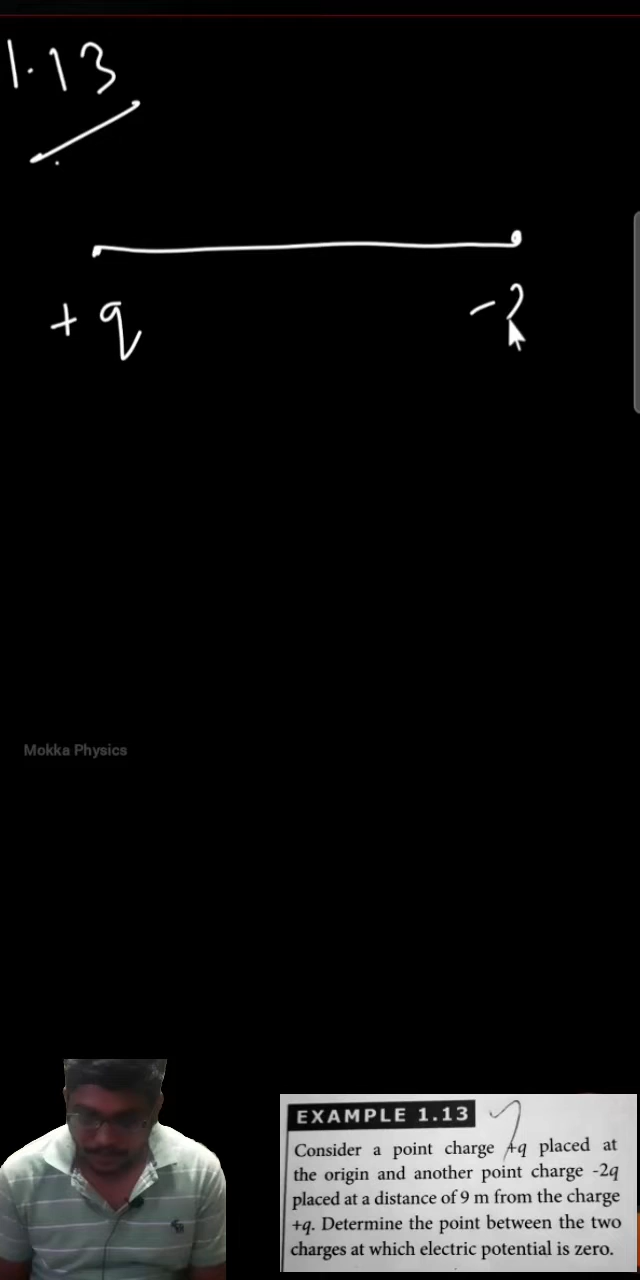 1.13
+q
-2
Mokka Physics
EXAMPLE 1.13
Consider a point charge +q placed at
the origin and another point charge -2q
placed at a distance of 9 m from the charge
+q. Determine the point between the two
charges at which electric potential is zero.